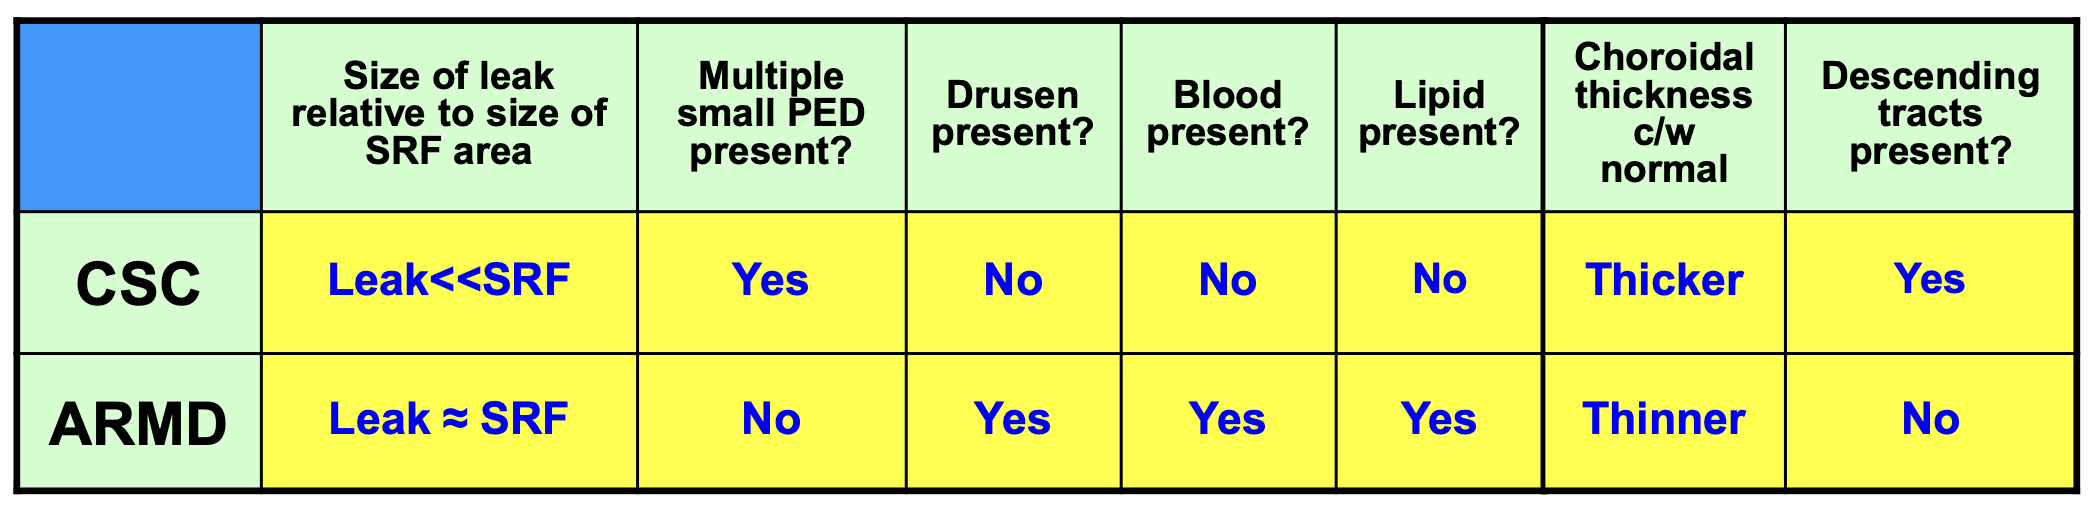 Size of leak
relative to size of
SRF area
Multiple
small PED
present?
Drusen
present?
Blood
present?
Lipid
present?
Choroidal
thickness
c/w
normal
Descending
tracts
present?
CSC
Leak<<SRF
Yes
No
No
No
Thicker
Yes
ARMD
Leak ≈ SRF
No
Yes
Yes
Yes
Thinner
No